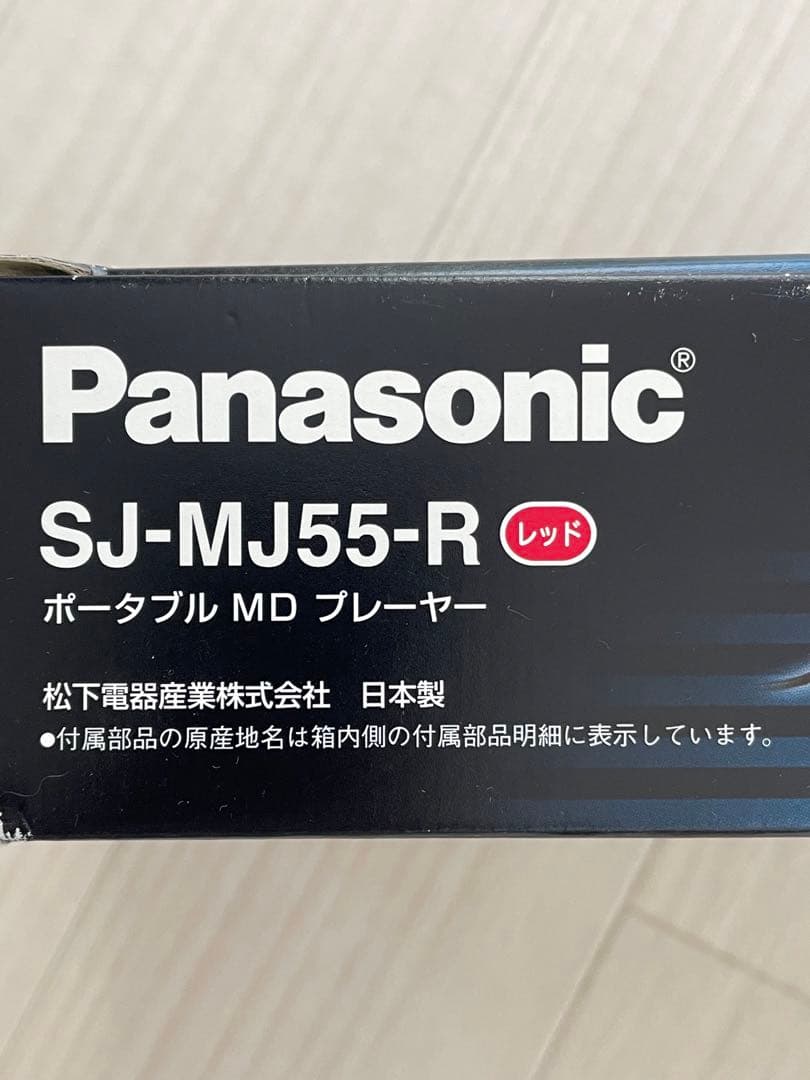 Panasonic®
SJ-MJ55-R レッド
ポータブル MD プレーヤー
松下電器産業株式会社　日本製
●付属部品の原産地名は箱内側の付属部品明細に表示しています。